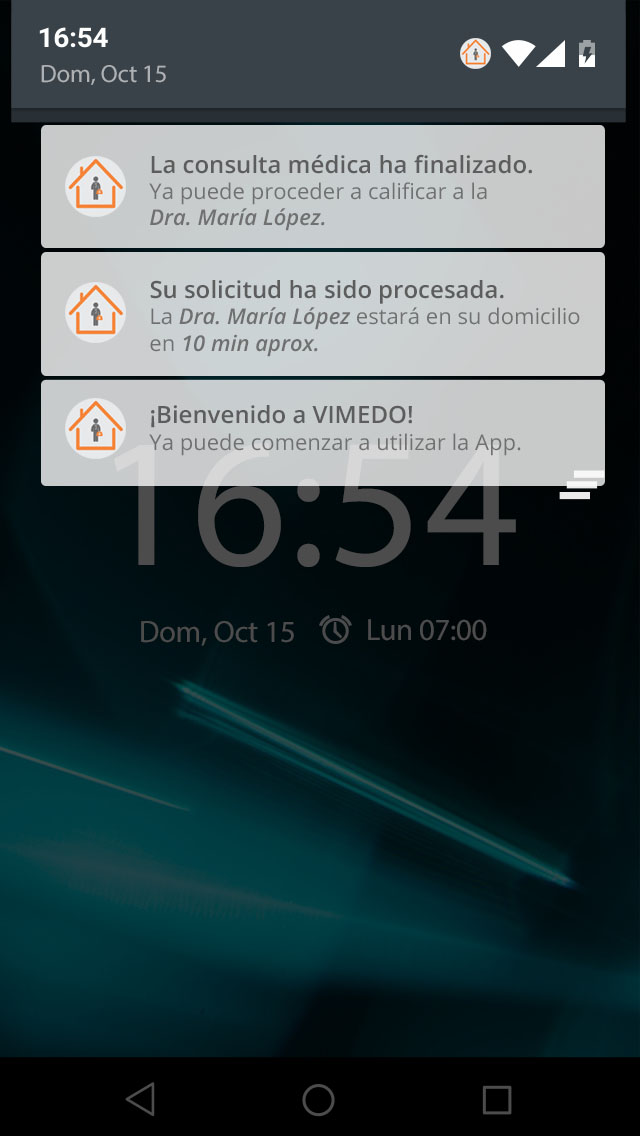 16:54
Dom, Oct 15
La consulta médica ha finalizado.
Ya puede proceder a calificar a la
Dra. María López.
Su solicitud ha sido procesada.
La Dra. María López estará en su domicilio
en 10 min aprox.
¡Bienvenido a VIMEDO!
Ya puede comenzar a utilizar la App.
16:54
Dom, Oct 15 Lun 07:00